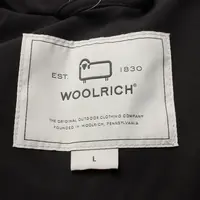 EST. 1830
WOOLRICH®
THE ORIGINAL OUTDOOR CLOTHING COMPANY
FOUNDED IN WOOLRICH, PENNSYLVANIA
L